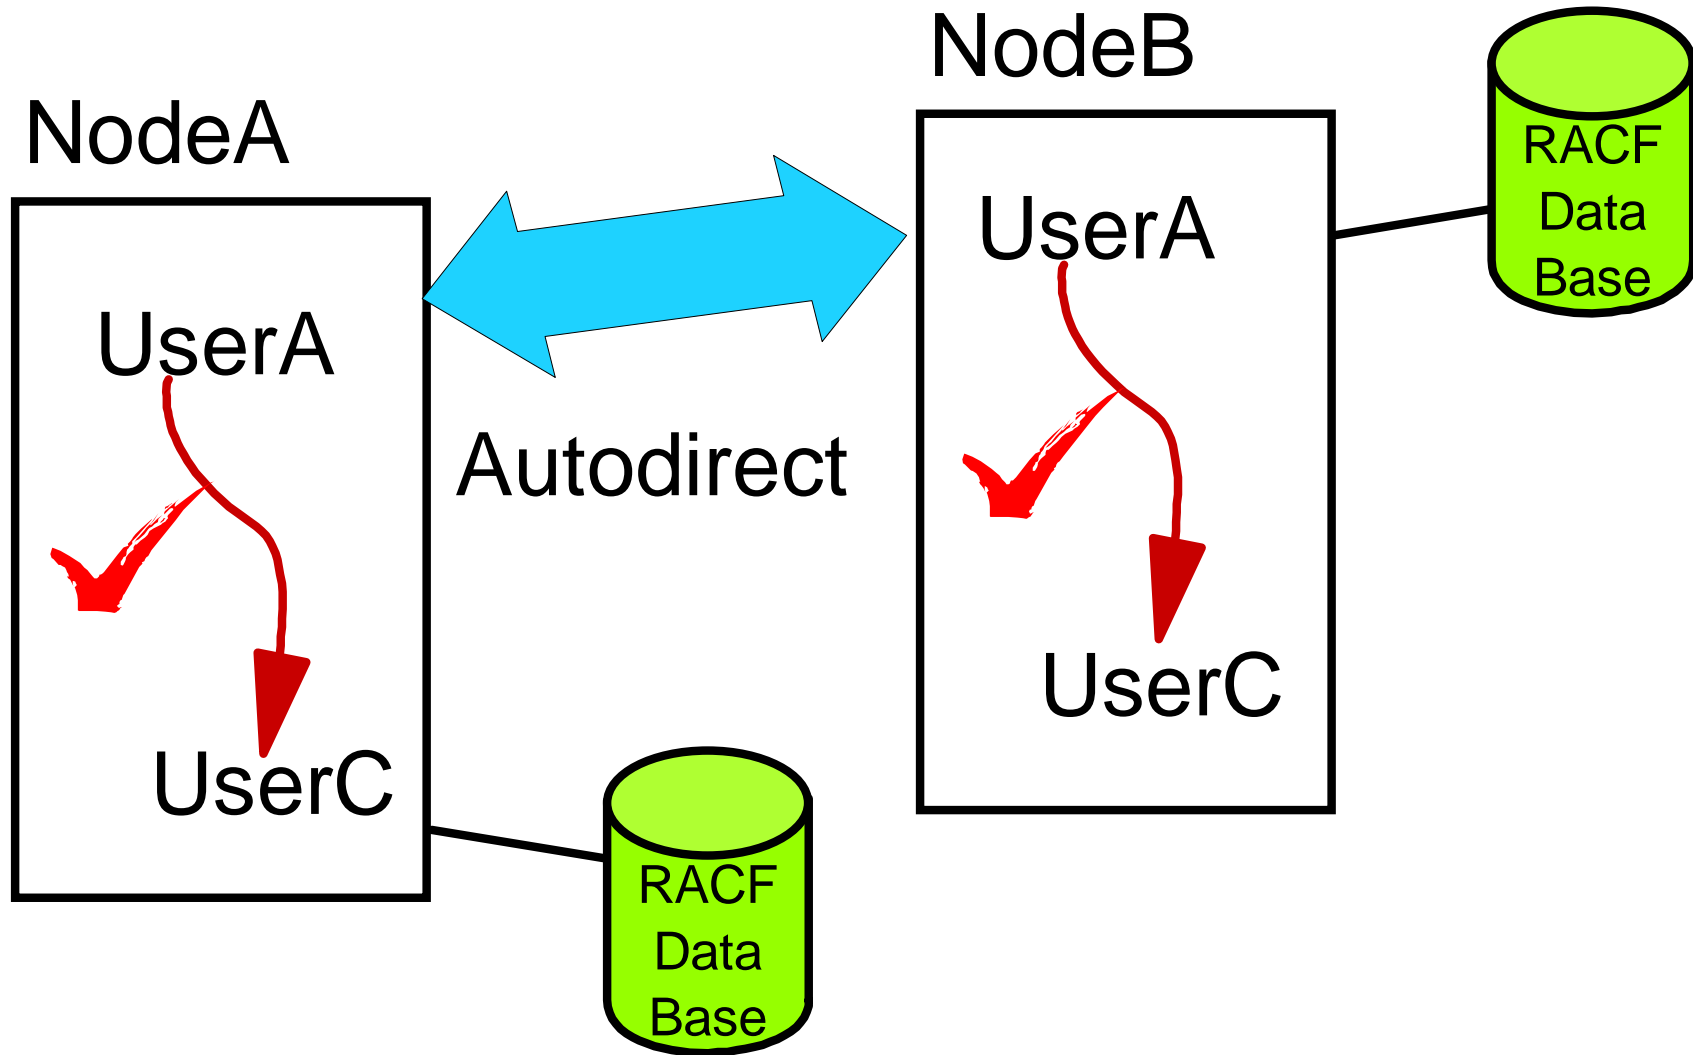 NodeA
UserA
UserC
RACF
Data
Base
Autodirect
NodeB
UserA
UserC
RACF
Data
Base